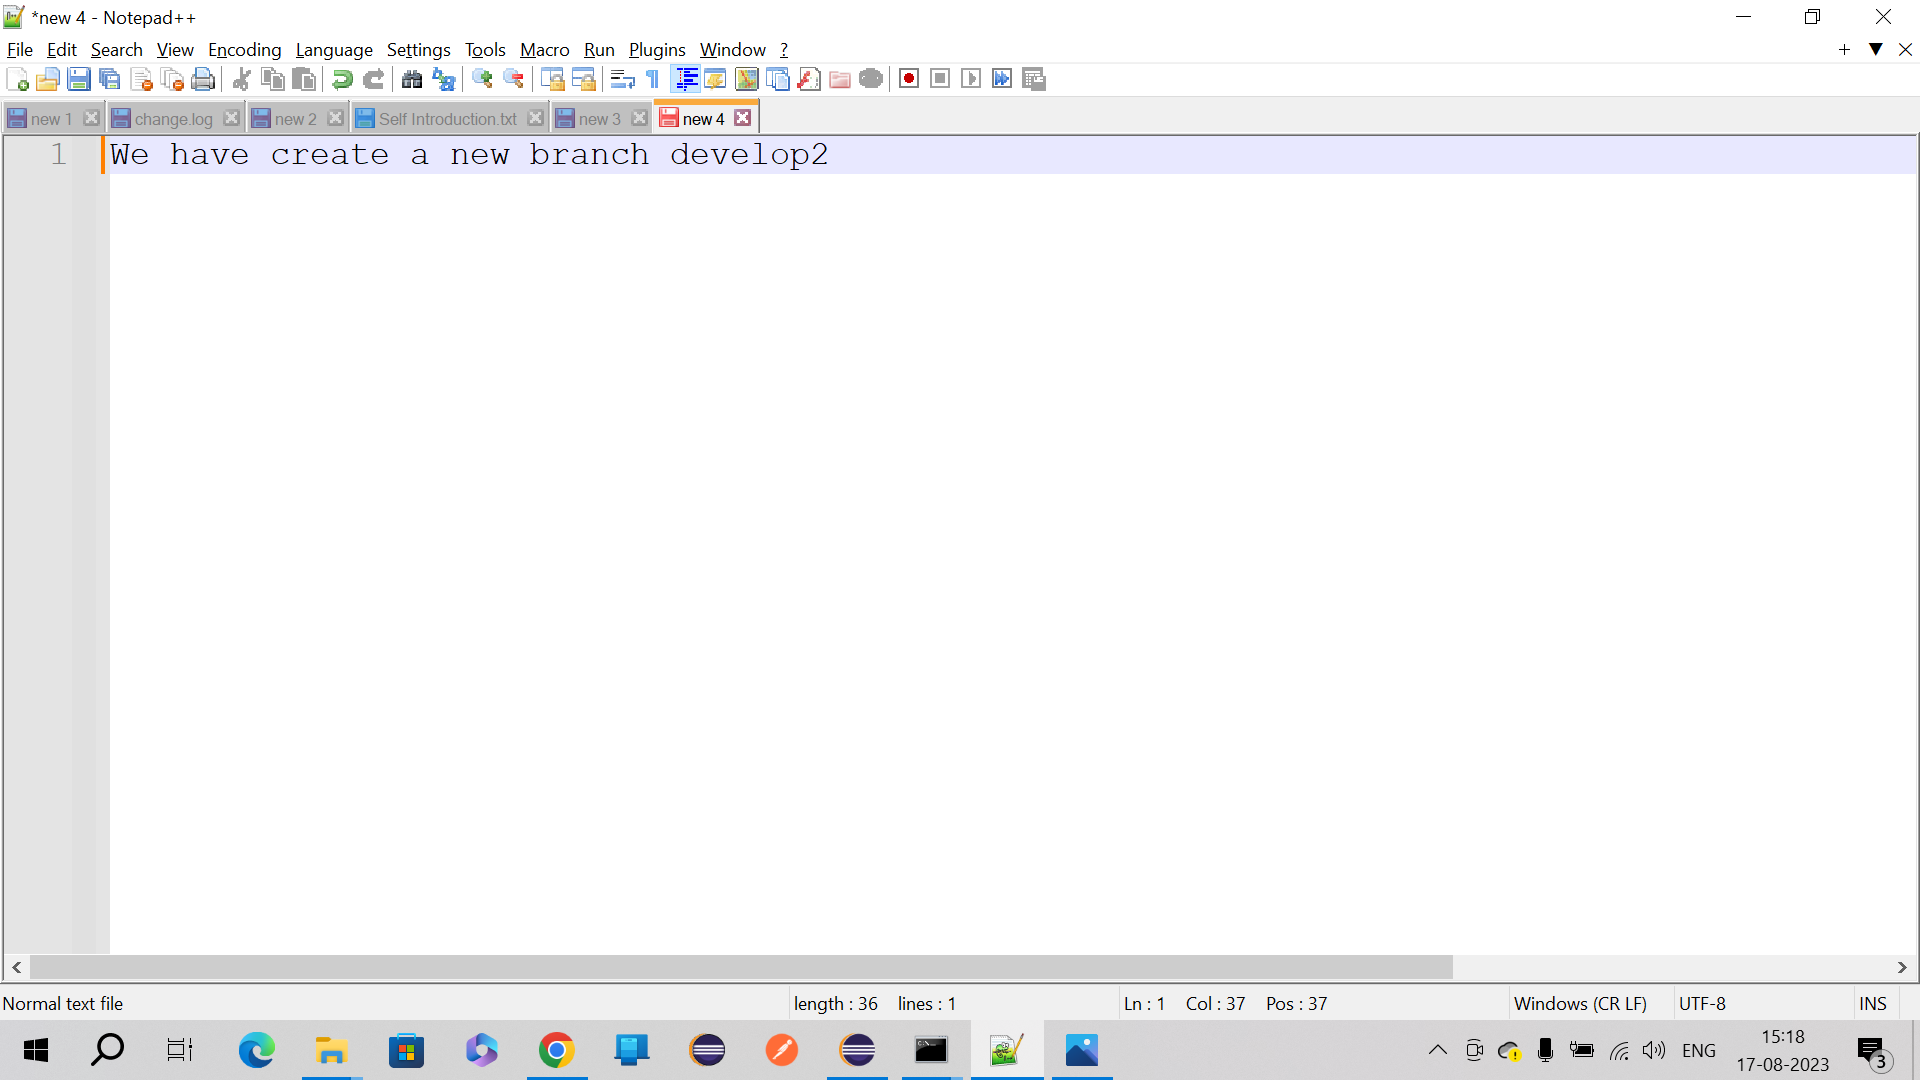 *new 4 - Notepad++
File Edit Search View Encoding Language Settings Tools Macro Run Plugins Window ?
new 1 change.log new 2 Self Introduction.txt new 3 new 4
1 We have create a new branch develop2
Normal text file length : 36 lines : 1 Ln : 1 Col : 37 Pos : 37 Windows (CR LF) UTF-8 INS
ENG 15:18
17-08-2023 3